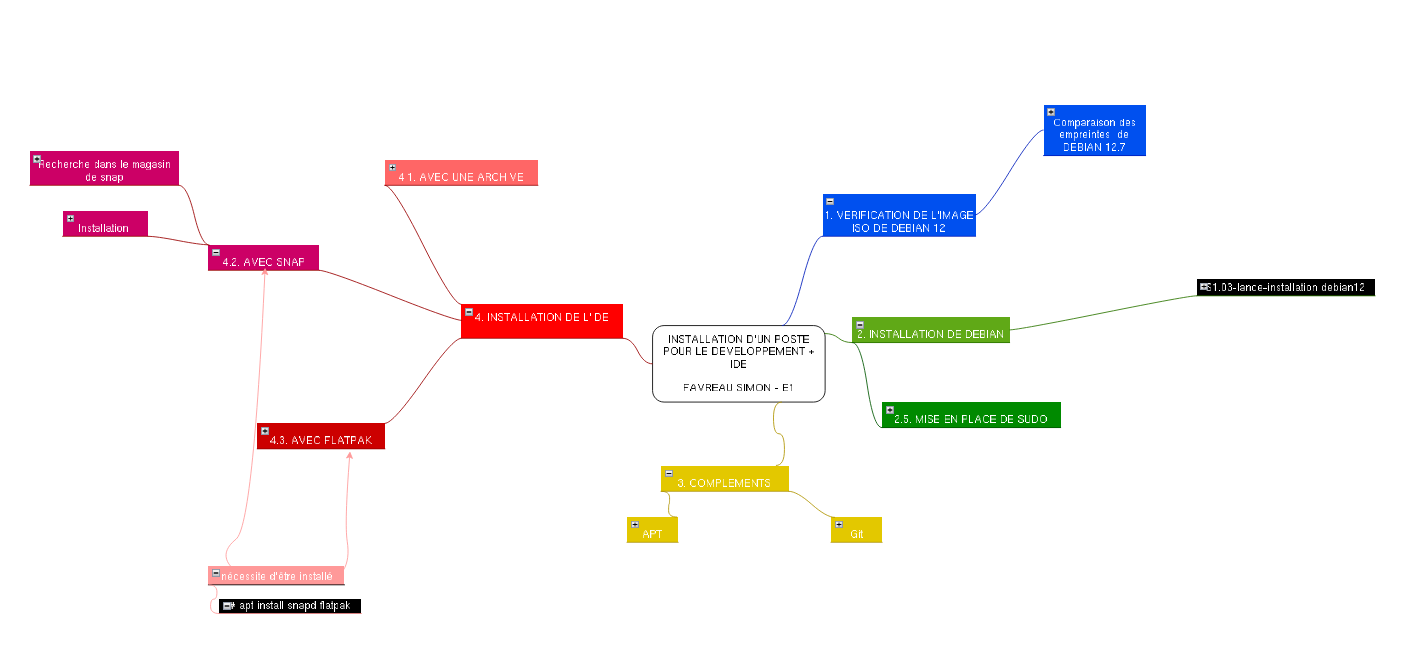 INSTALLATION D'UN POSTE
POUR LE DEVELOPPEMENT +
IDE
FAVREAU SIMON - E1
1. VERIFICATION DE L'IMAGE
ISO DE DEBIAN 12
Comparaison des
empreintes de
DEBIAN 12.7
2. INSTALLATION DE DEBIAN
S1.03-lance-installation debian12
2.5. MISE EN PLACE DE SUDO
3. COMPLEMENTS
APT
Git
4. INSTALLATION DE L' IDE
4.1. AVEC UNE ARCHIVE
4.2. AVEC SNAP
Recherche dans le magasin
de snap
Installation
4.3. AVEC FLATPAK
nécessite d'être installé
# apt install snapd flatpak